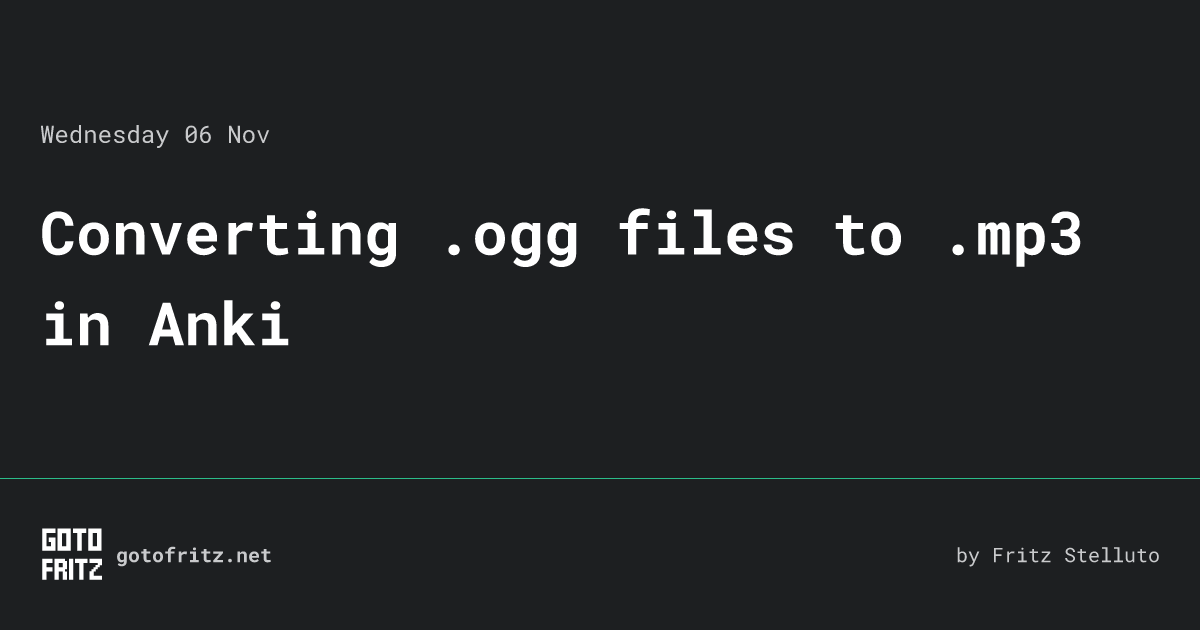 Wednesday 06 Nov
Converting .ogg files to .mp3
in Anki
GOTO
FRITZ
gotofritz.net
by Fritz Stelluto